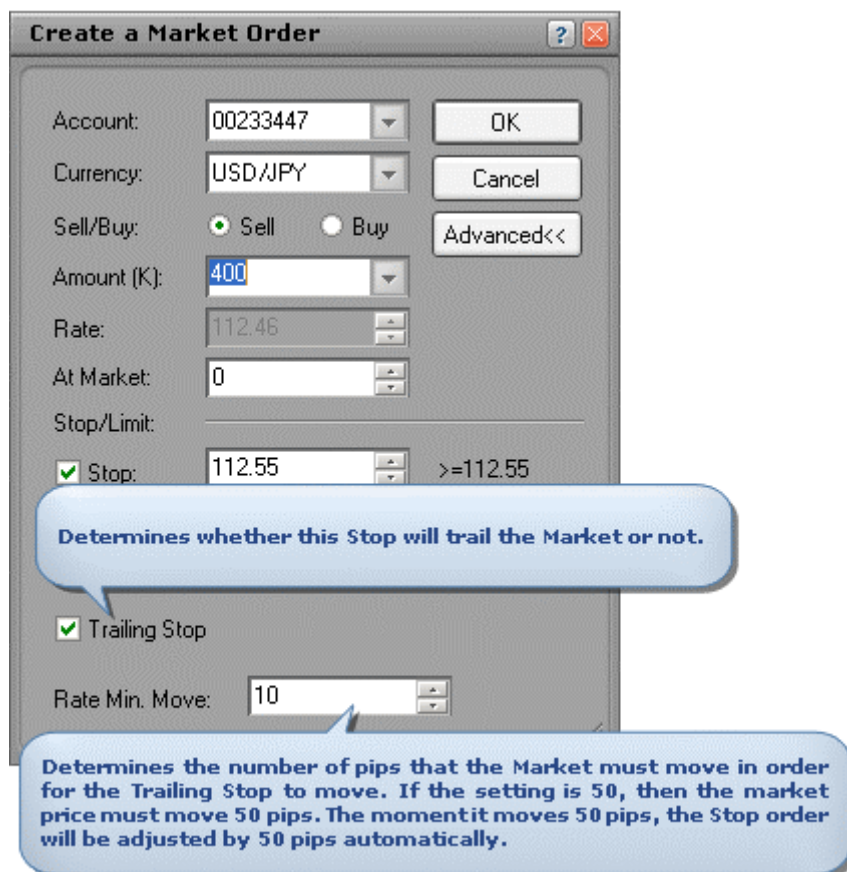 Create a Market Order
Account: 00233447 OK
Currency: USD/JPY Cancel
Sell/Buy: Sell Buy Advanced<<
Amount (K): 400
Rate: 112.46
At Market: 0
Stop/Limit:
Stop: 112.55 >=112.55
Determines whether this Stop will trail the Market or not.
Trailing Stop
Rate Min. Move: 10
Determines the number of pips that the Market must move in order
for the Trailing Stop to move. If the setting is 50, then the market
price must move 50 pips. The moment it moves 50 pips, the Stop order
will be adjusted by 50 pips automatically.